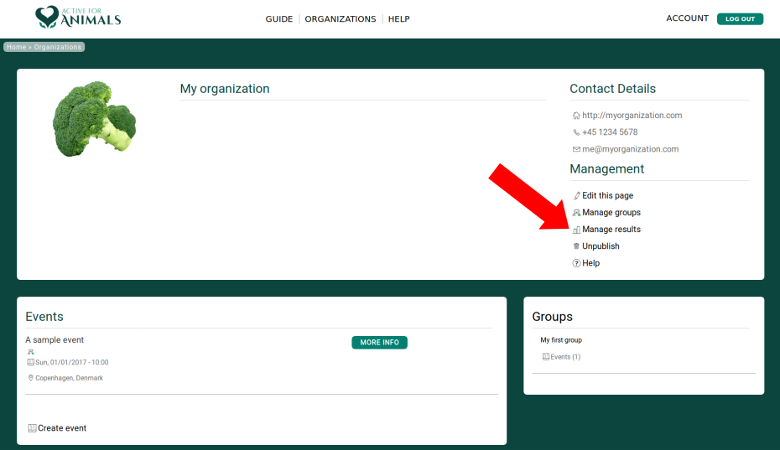 ACTIVE FOR
ANIMALS
GUIDE
ORGANIZATIONS
HELP
ACCOUNT
LOG OUT
Home » Organizations
My organization
Contact Details
http://myorganization.com
+45 1234 5678
me@myorganization.com
Management
Edit this page
Manage groups
Manage results
Unpublish
Help
Events
A sample event
MORE INFO
Sun, 01/01/2017 - 10:00
Copenhagen, Denmark
Create event
Groups
My first group
Events (1)